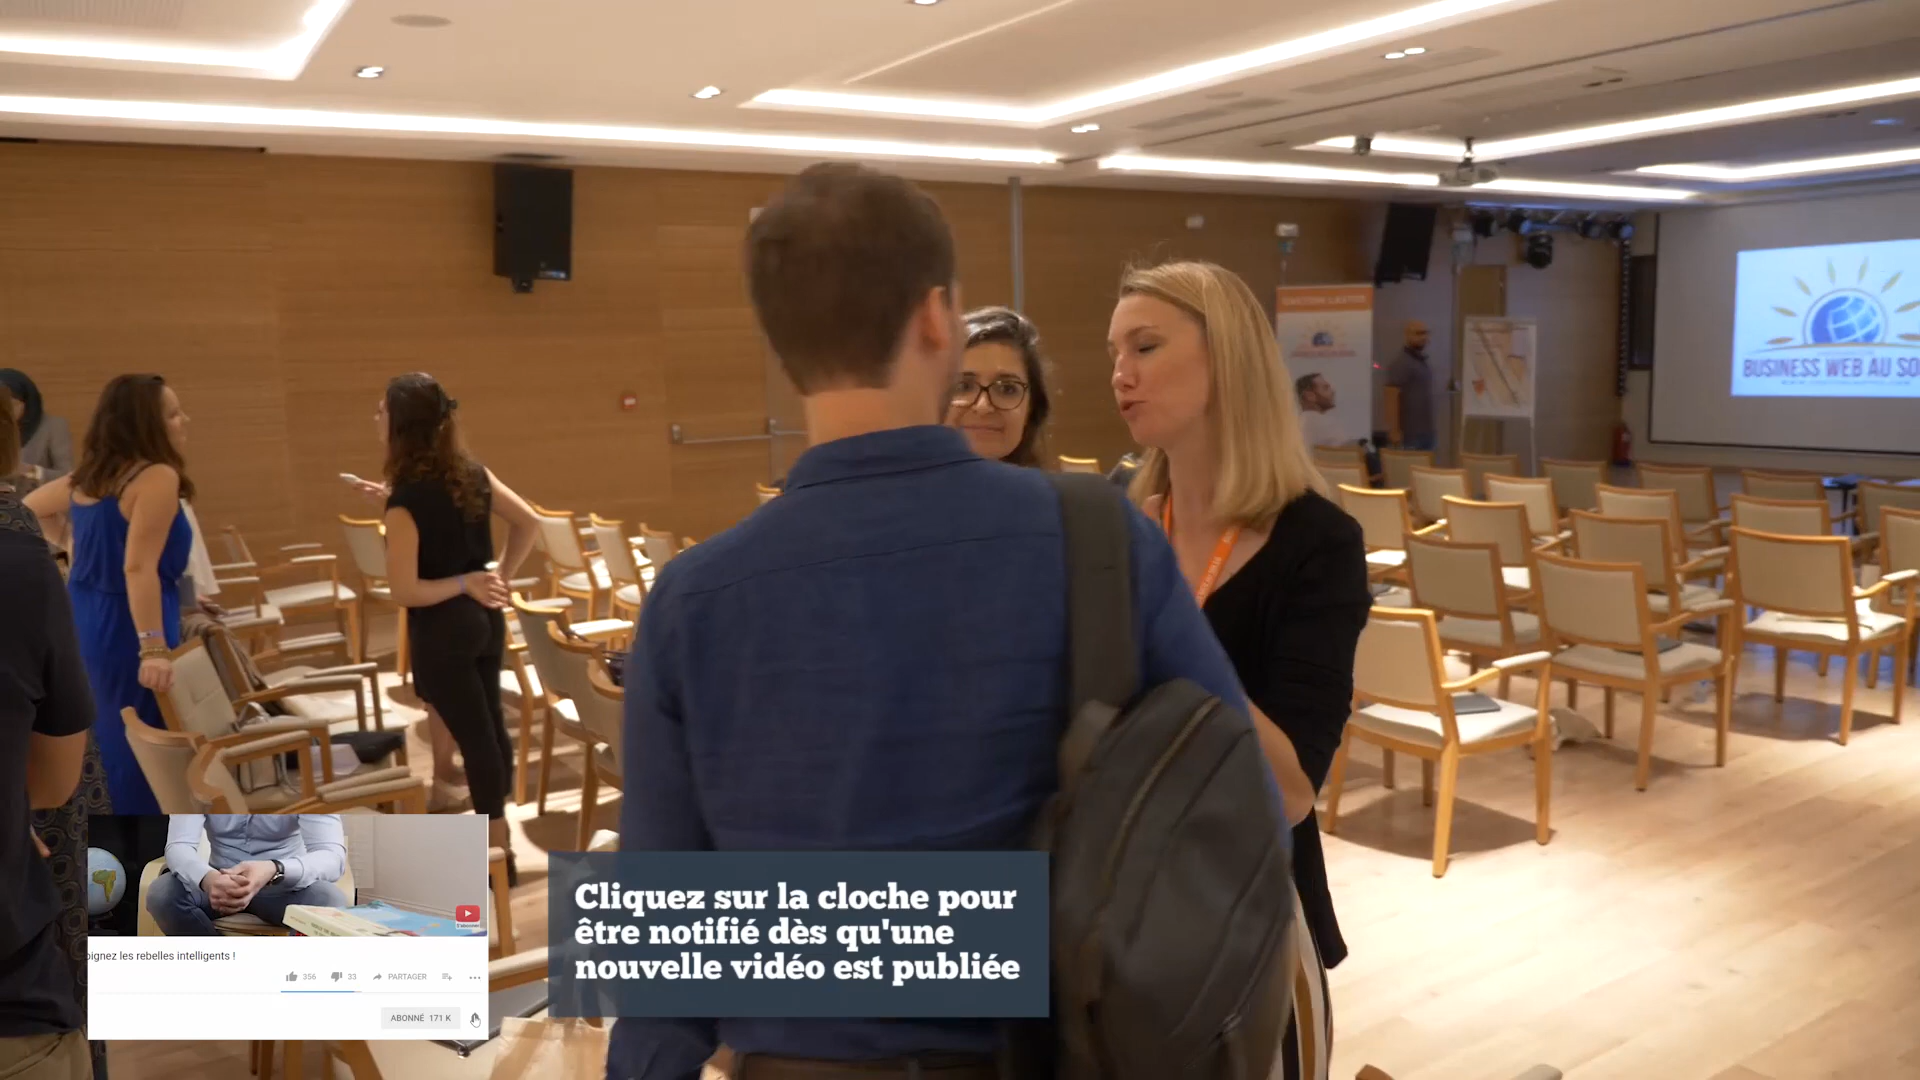 BUSINESS WEB AU SO
oignez les rebelles intelligents !
356
33
PARTAGER
ABONNÉ 171 K
Cliquez sur la cloche pour
être notifié dès qu'une
nouvelle vidéo est publiée